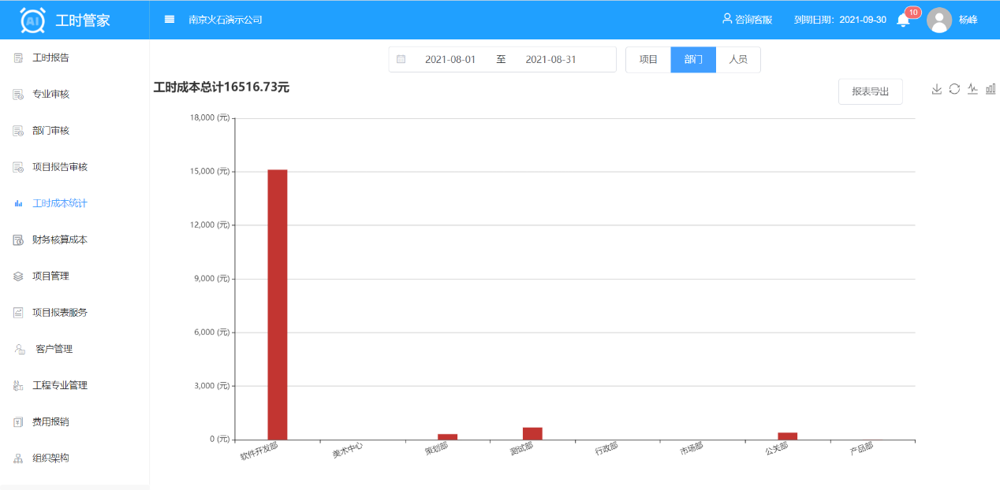 AI 工时管家
南京火石演示公司
咨询客服
到期日期：2021-09-30
10
杨峰
工时报告
专业审核
部门审核
项目报告审核
工时成本统计
财务核算成本
项目管理
项目报表服务
客户管理
工程专业管理
费用报销
组织架构
2021-08-01 至 2021-08-31
项目 部门 人员
工时成本总计16516.73元
报表导出
18,000 (元)
15,000 (元)
12,000 (元)
9,000 (元)
6,000 (元)
3,000 (元)
0 (元)
软件开发部 美术中心 策划部 测试部 行政部 市场部 公关部 产品部